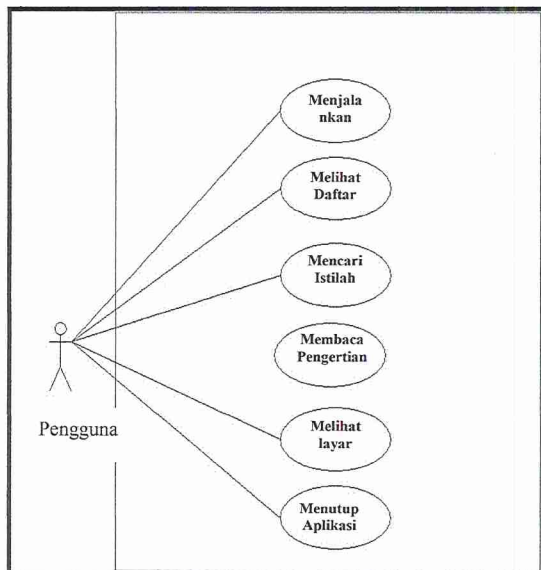 Menjala
nkan
Melihat
Daftar
Mencari
Istilah
Membaca
Pengertian
Pengguna
Melihat
layar
Menutup
Aplikasi